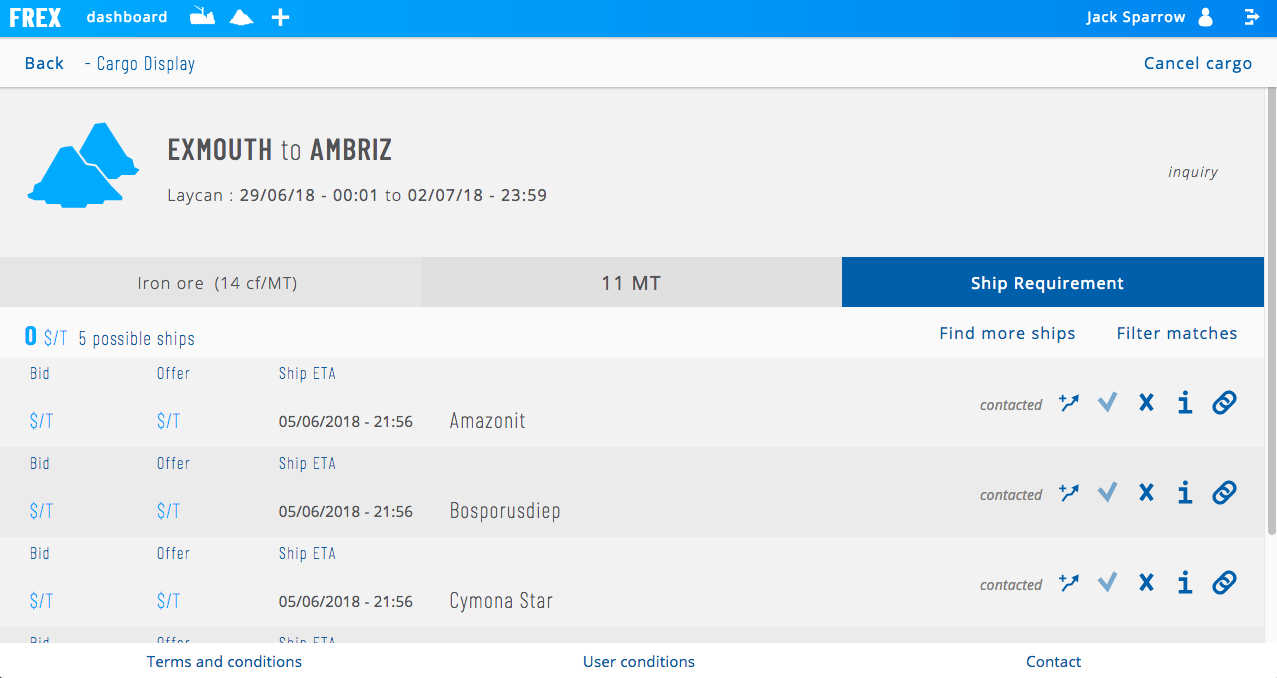 FREX dashboard Jack Sparrow
Back - Cargo Display Cancel cargo
EXMOUTH to AMBRIZ
inquiry
Laycan : 29/06/18 - 00:01 to 02/07/18 - 23:59
Iron ore (14 cf/MT) 11 MT Ship Requirement
0 $/T 5 possible ships Find more ships Filter matches
Bid Offer Ship ETA
$/T $/T 05/06/2018 - 21:56 Amazonit contacted
Bid Offer Ship ETA
$/T $/T 05/06/2018 - 21:56 Bosporusdiep contacted
Bid Offer Ship ETA
$/T $/T 05/06/2018 - 21:56 Cymona Star contacted
Bid Offer Ship ETA
Terms and conditions User conditions Contact